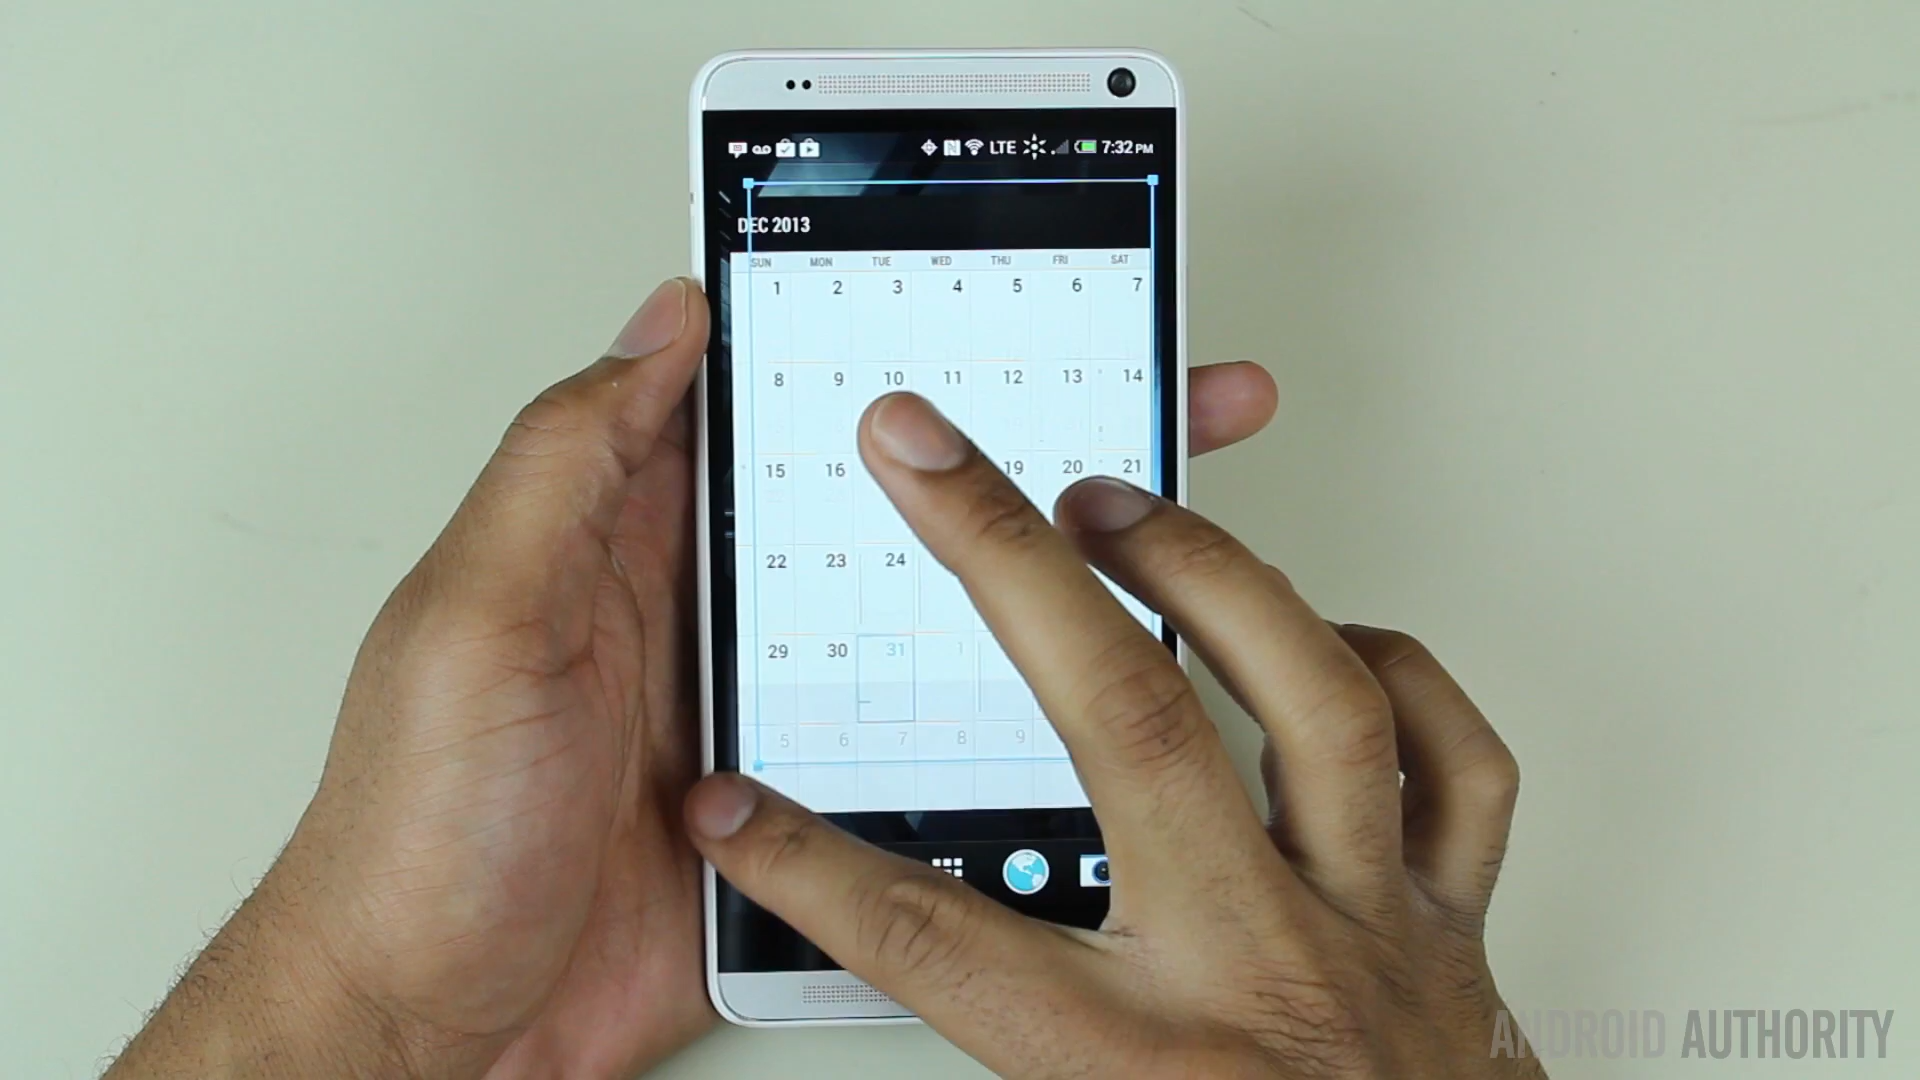 LTE 7:32 PM
DEC 2013
SUN MON TUE WED THU FRI SAT
1 2 3 4 5 6 7
8 9 10 11 12 13 14
15 16 19 20 21
22 23 24
29 30 31 1
5 6 7 8 9
ANDROID AUTHORITY